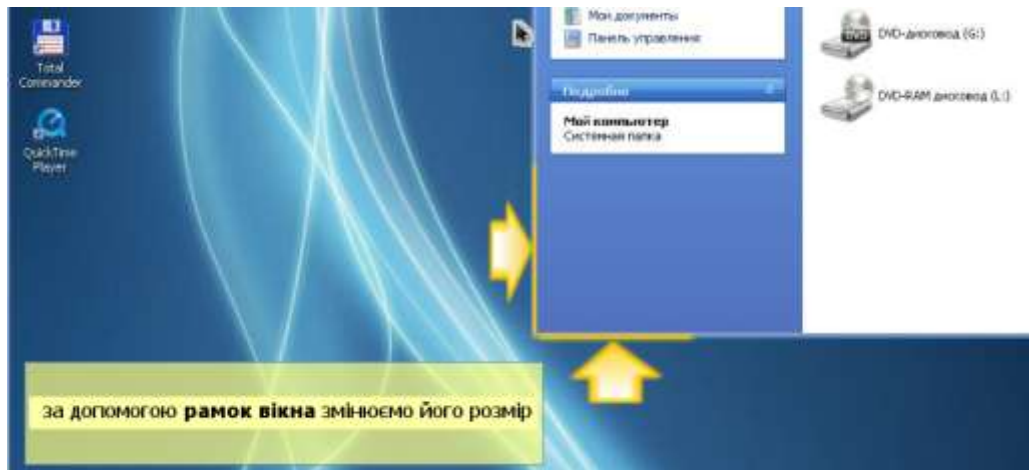 Total
Commander
QuickTime
Player
Мои документы
Панель управления
Подробно
Мой компьютер
Системная папка
DVD-дисковод (G:)
DVD-RAM дисковод (L:)
за допомогою рамок вікна змінюємо його розмір